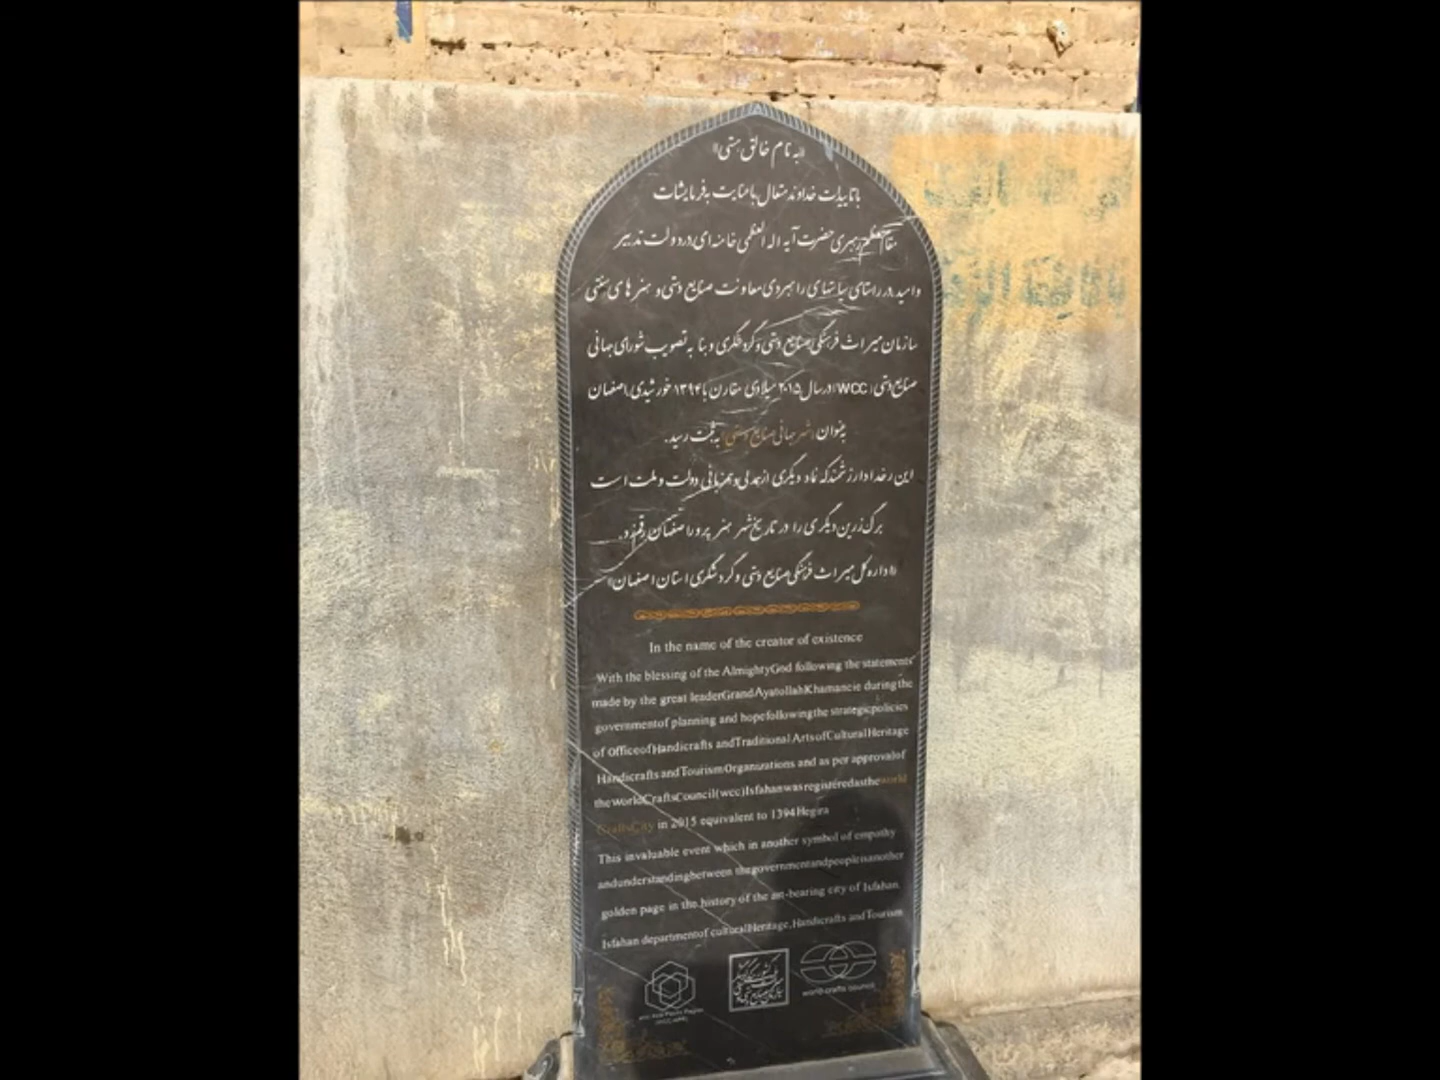 «به نام خالق هستی»
با تاییدات خداوند متعال با عنایت به فرمایشات
مقام معظم رهبری حضرت آیه اله العظمی خامنه ای در دولت تدبیر
و امید در راستای سیاستهای راهبردی معاونت صنایع دستی و هنرهای سنتی
سازمان میراث فرهنگی صنایع دستی و گردشگری و بنا به تصویب شورای جهانی
صنایع دستی (WCC) در سال ۲۰۱۵ میلادی مقارن با ۱۳۹۴ خورشیدی اصفهان
به عنوان (شهر جهانی صنایع دستی) به ثبت رسید.
این رخداد ارزشمند که نماد دیگری از همدلی و همزبانی دولت و ملت است
برگ زرین دیگری را در تاریخ شهر هنر پرور اصفهان رقم زد.
«اداره کل میراث فرهنگی صنایع دستی و گردشگری استان اصفهان»
In the name of the creator of existence
With the blessing of the AlmightyGod following the statements
made by the great leaderGrandAyatollahKhamaneie during the
governmentof planning and hopefollowingthe strategicpolicies
of OfficeofHandicrafts andTraditional ArtsofCulturalHeritage
Handicrafts andTourismOrganizations and as per approvalof
theWorldCraftsCouncil(wcc)Isfahanwasregisteredastheworld
CraftsCity in 2015 equivalent to 1394Hegira
This invaluable event which in another symbol of empathy
andunderstandingbetween thegovernmentandpeopleisanother
golden page in the history of the art-bearing city of Isfahan.
Isfahan departmentof culturalHeritage,Handicrafts andTourism
world crafts council